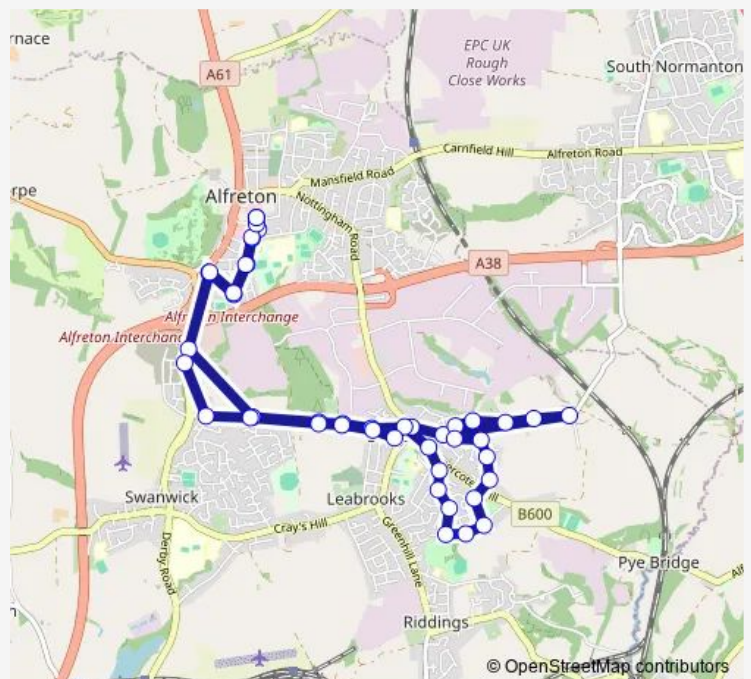 rnace
A61
EPC UK
Rough
Close Works
South Normanton
Carnfield Hill
Alfreton Road
Mansfield Road
rpe
Alfreton
Nottingham Road
A38
Interchange
Alfreton Interchange
Swanwick
Leabrooks
B600
Cray's Hill
Derby Road
Greenhill Lane
Pye Bridge
Riddings
© OpenStreetMap contributors